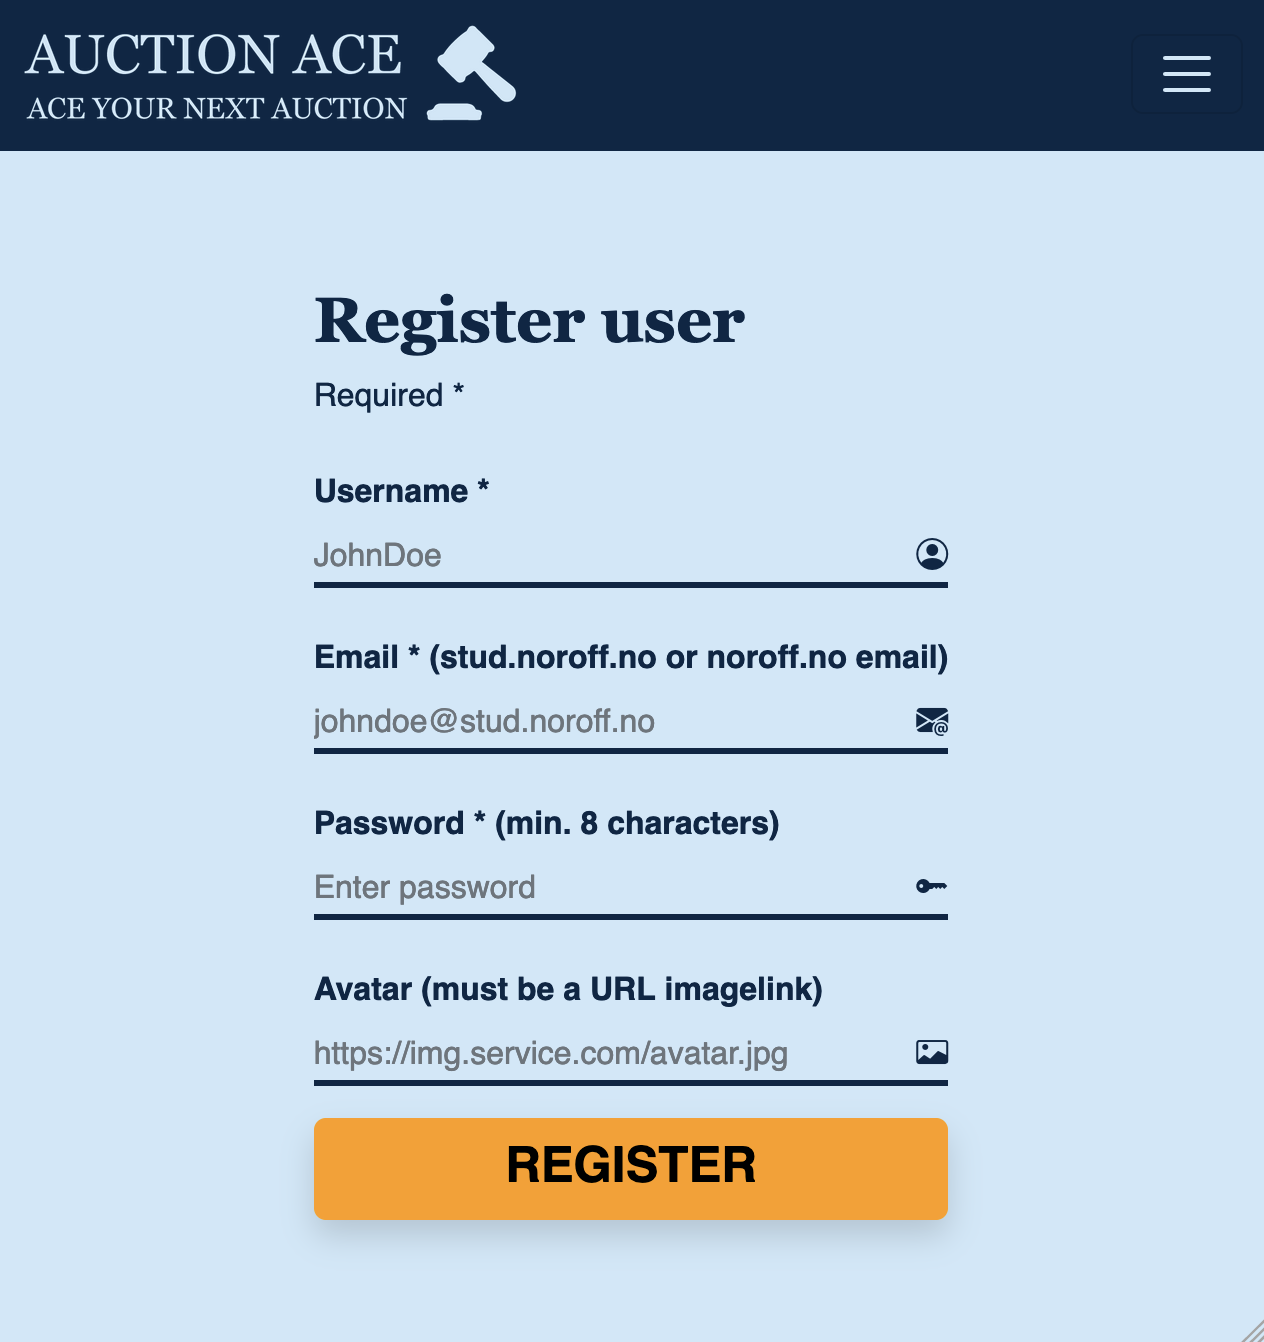 AUCTION ACE
ACE YOUR NEXT AUCTION
Register user
Required *
Username *
JohnDoe
Email * (stud.noroff.no or noroff.no email)
johndoe@stud.noroff.no
Password * (min. 8 characters)
Enter password
Avatar (must be a URL imagelink)
https://img.service.com/avatar.jpg
REGISTER